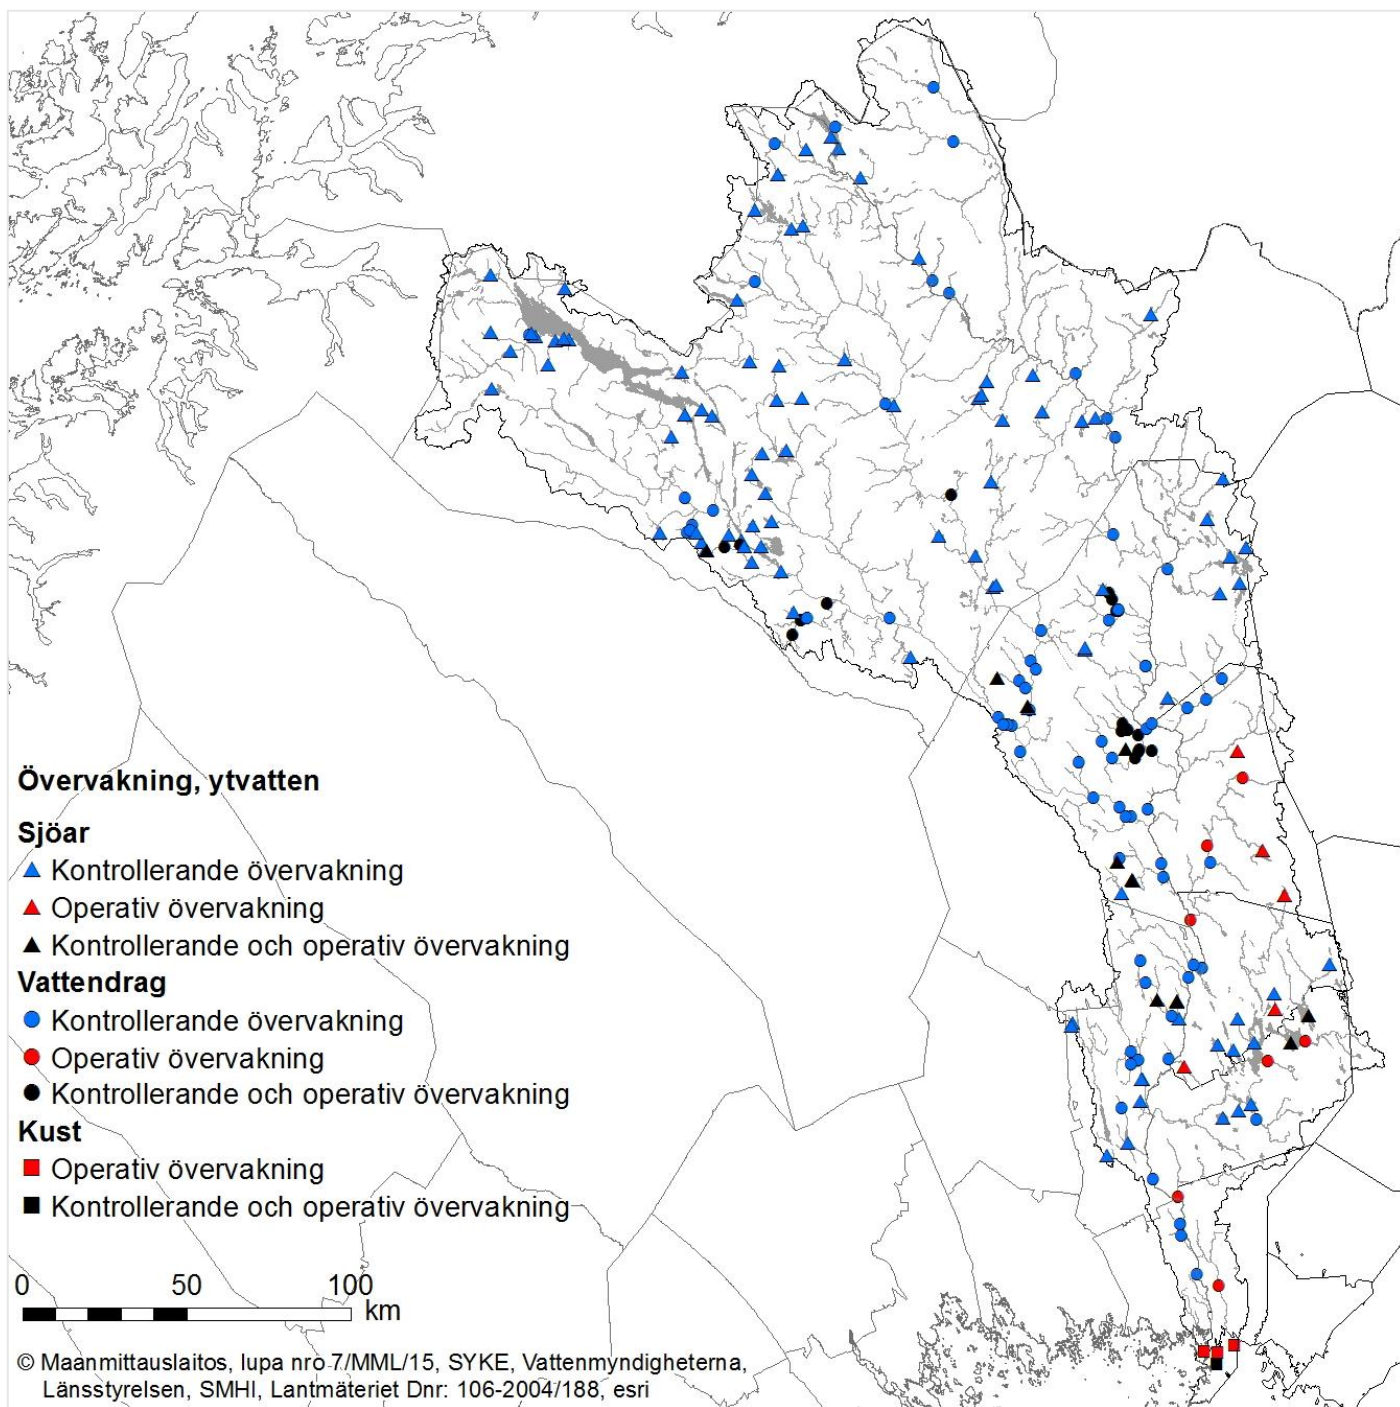 Övervakning, ytvatten
Sjöar
Kontrollerande övervakning
Operativ övervakning
Kontrollerande och operativ övervakning
Vattendrag
Kontrollerande övervakning
Operativ övervakning
Kontrollerande och operativ övervakning
Kust
Operativ övervakning
Kontrollerande och operativ övervakning
0 50 100
km
© Maanmittauslaitos, lupa nro 7/MML/15, SYKE, Vattenmyndigheterna,
Länsstyrelsen, SMHI, Lantmäteriet Dnr: 106-2004/188, esri